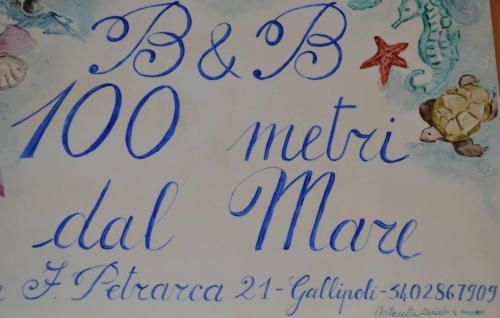 B & B
100 metri
dal Mare
F. Petrarca 21 - Gallipoli - 3402867909